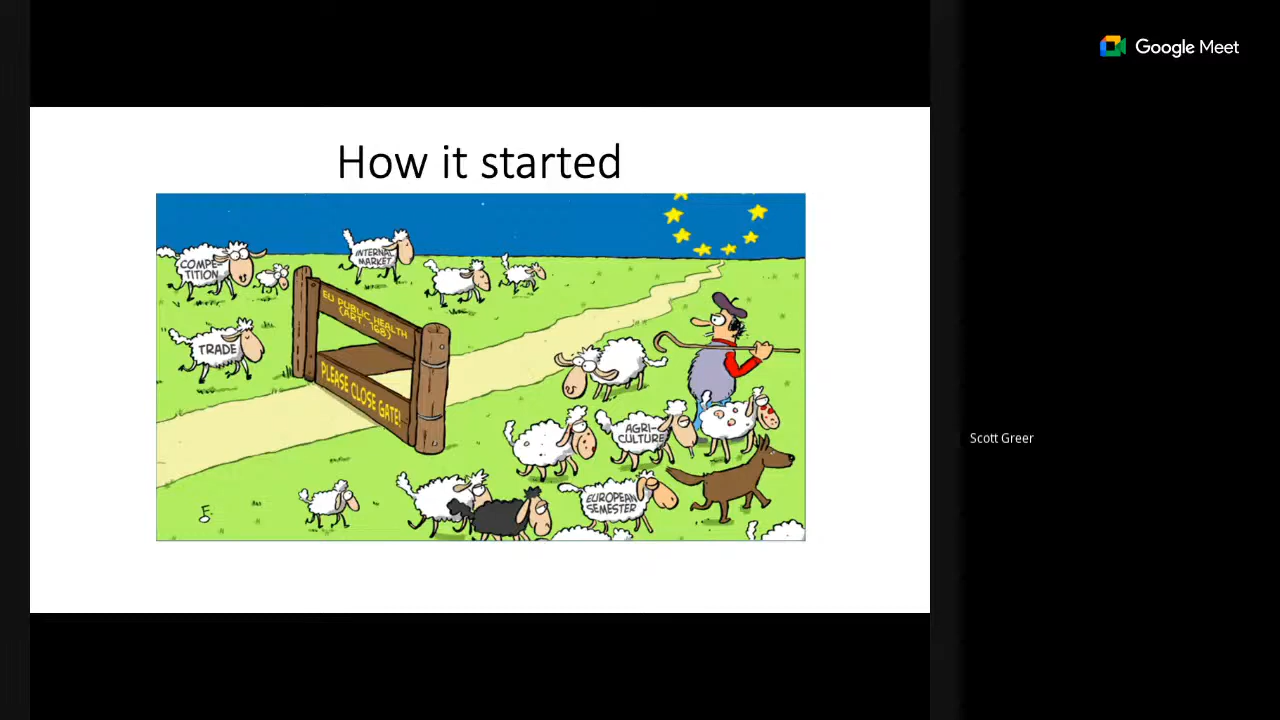 Google Meet
How it started
COMPE-
TITION
INTERNAL
MARKET
EU PUBLIC HEALTH
(ART. 168)
TRADE
PLEASE CLOSE GATE!
AGRI-
CULTURE
EUROPEAN
SEMESTER
Scott Greer